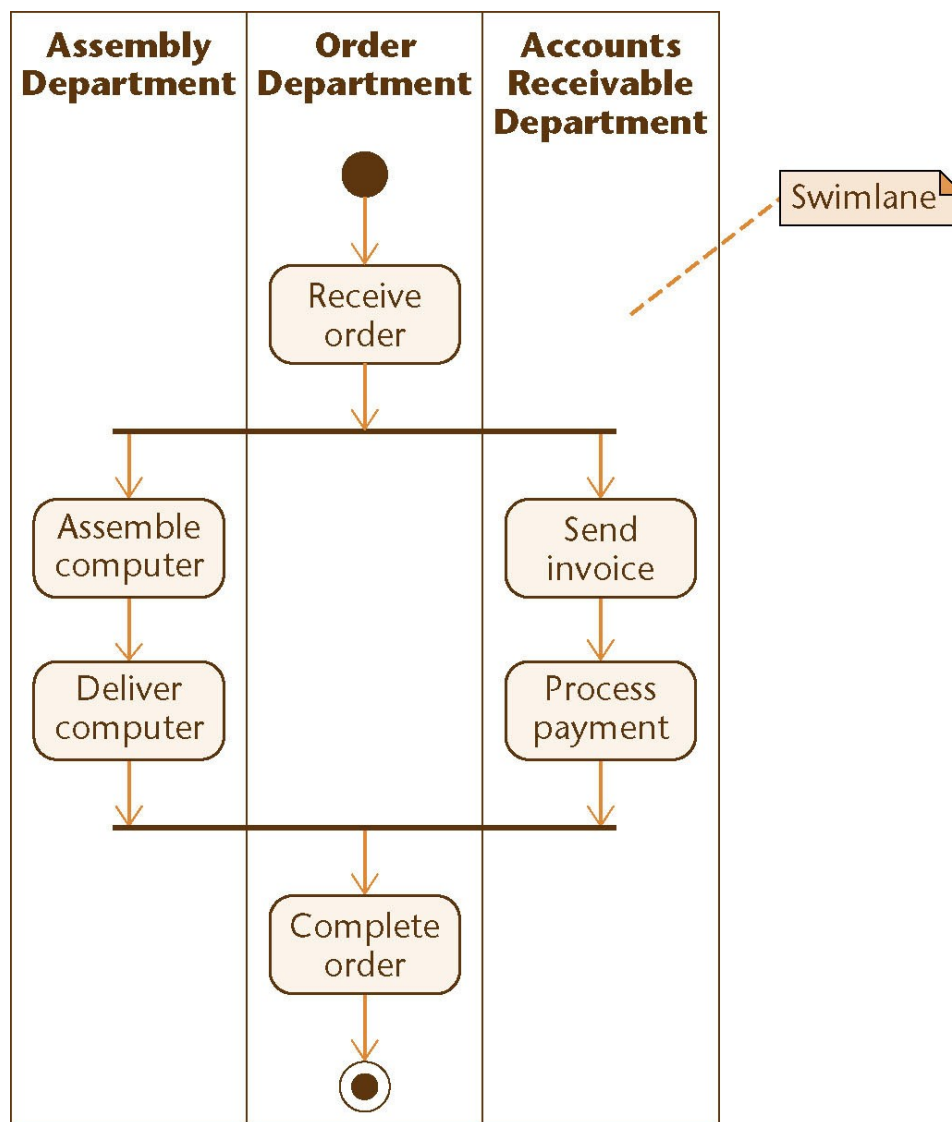 Assembly
Department
Order
Department
Accounts
Receivable
Department
Swimlane
Receive
order
Assemble
computer
Send
invoice
Deliver
computer
Process
payment
Complete
order